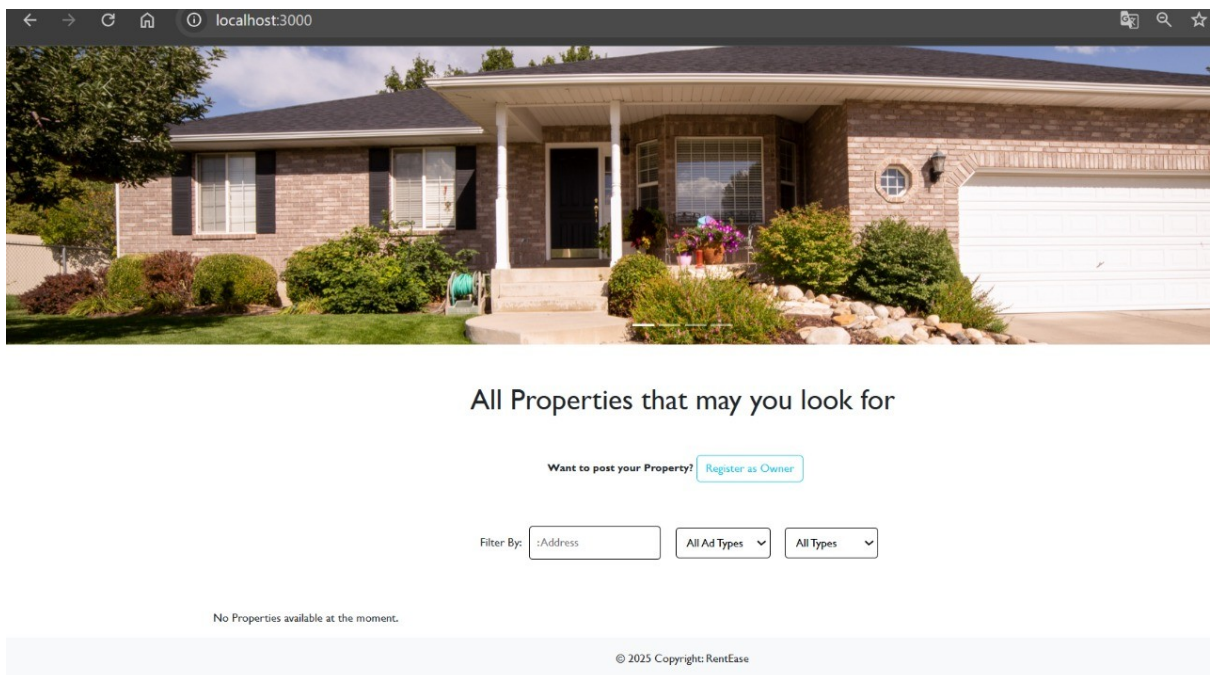 localhost:3000
All Properties that may you look for
Want to post your Property? Register as Owner
Filter By: :Address All Ad Types All Types
No Properties available at the moment.
© 2025 Copyright: RentEase